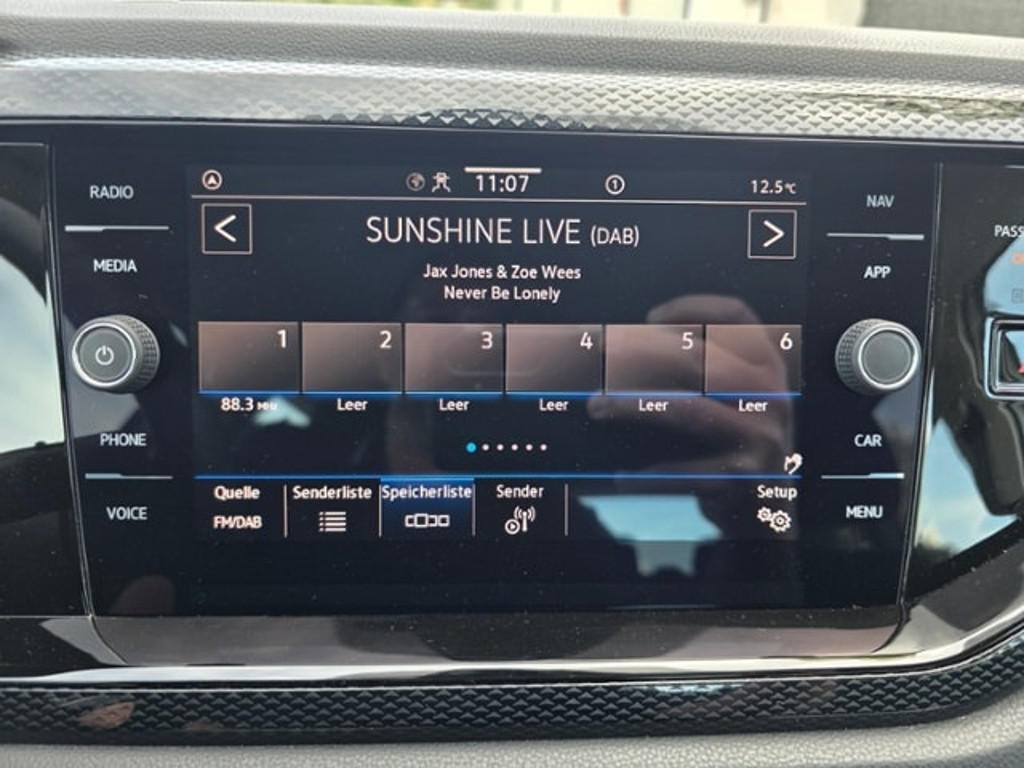 11:07
1
12.5°C
RADIO
NAV
<
SUNSHINE LIVE (DAB)
>
MEDIA
Jax Jones & Zoe Wees
Never Be Lonely
APP
1 2 3 4 5 6
88.3 MHz Leer Leer Leer Leer Leer
PHONE
CAR
Quelle Senderliste Speicherliste Sender Setup
FM/DAB
VOICE
MENU
PASS